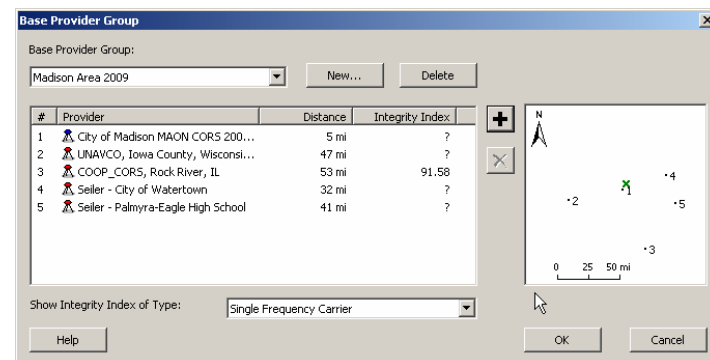 Base Provider Group
Base Provider Group:
Madison Area 2009
New...
Delete
# Provider Distance Integrity Index
1 City of Madison MAON CORS 200... 5 mi ?
2 UNAVCO, Iowa County, Wisconsi... 47 mi ?
3 COOP_CORS, Rock River, IL 53 mi 91.58
4 Seiler - City of Watertown 32 mi ?
5 Seiler - Palmyra-Eagle High School 41 mi ?
N
4
1
2
5
3
0 25 50 mi
Show Integrity Index of Type:
Single Frequency Carrier
Help
OK
Cancel